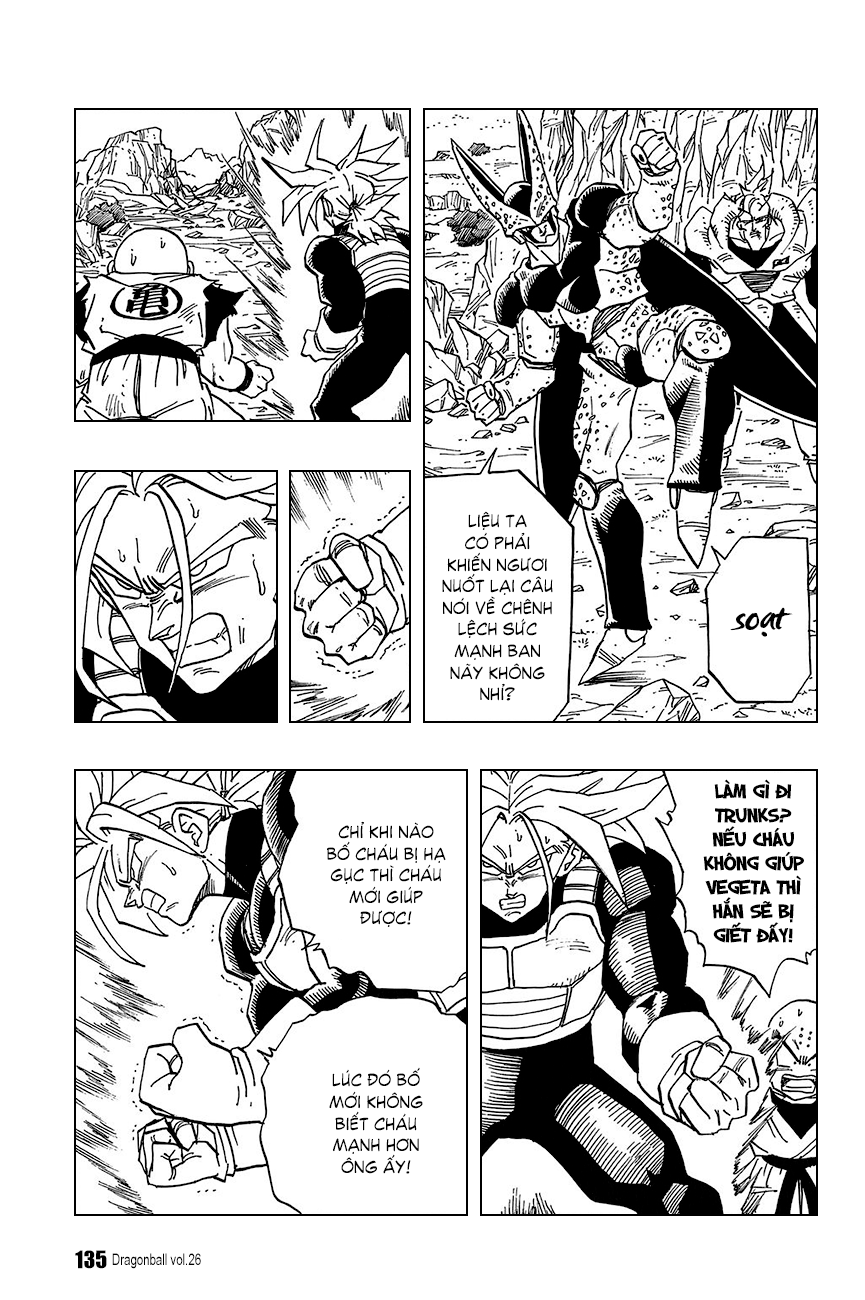 soạt
LIỆU TA
CÓ PHẢI
KHIẾN NGƯƠI
NUỐT LẠI CÂU
NÓI VỀ CHÊNH
LỆCH SỨC
MẠNH BAN
NÃY KHÔNG
NHỈ?
亀
LÀM GÌ ĐI
TRUNKS?
NẾU CHÁU
KHÔNG GIÚP
VEGETA THÌ
HẮN SẼ BỊ
GIẾT ĐẤY!
CHỈ KHI NÀO
BỐ CHÁU BỊ HẠ
GỤC THÌ CHÁU
MỚI GIÚP
ĐƯỢC!
LÚC ĐÓ BỐ
MỚI KHÔNG
BIẾT CHÁU
MẠNH HƠN
ÔNG ẤY!
135 Dragonball vol.26